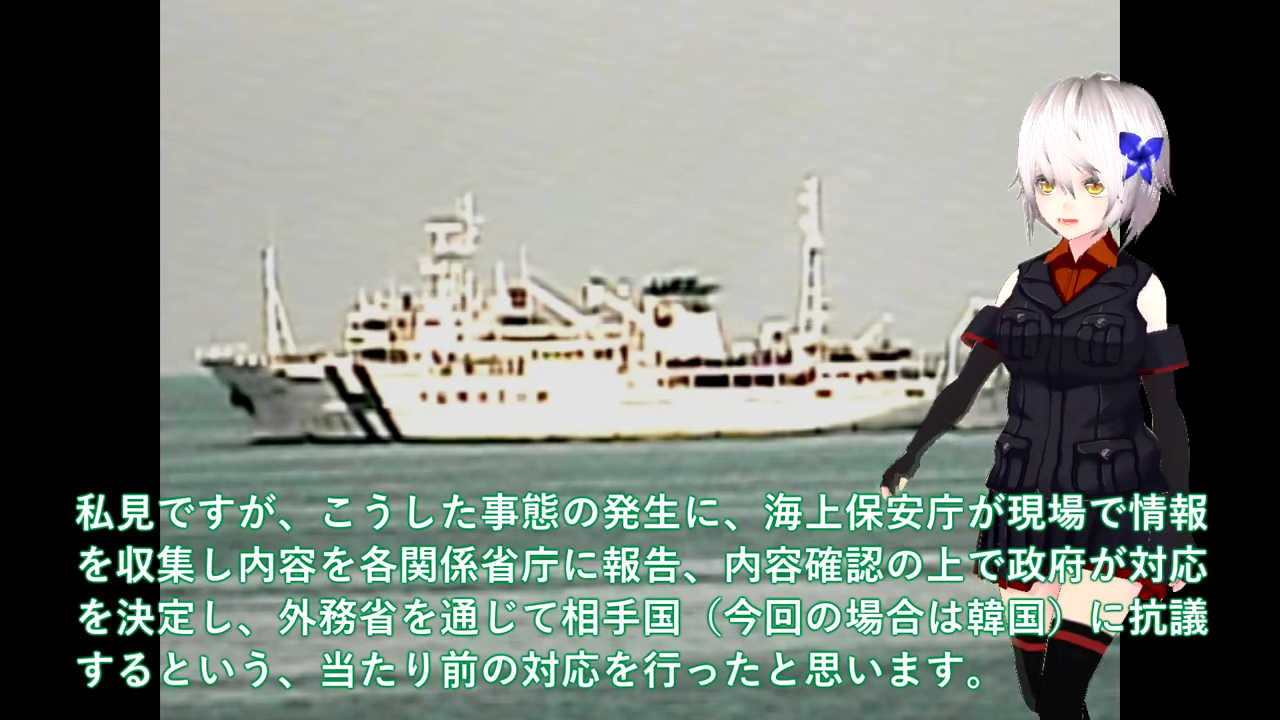 私見ですが、こうした事態の発生に、海上保安庁が現場で情報
を収集し内容を各関係省庁に報告、内容確認の上で政府が対応
を決定し、外務省を通じて相手国（今回の場合は韓国）に抗議
するという、当たり前の対応を行ったと思います。